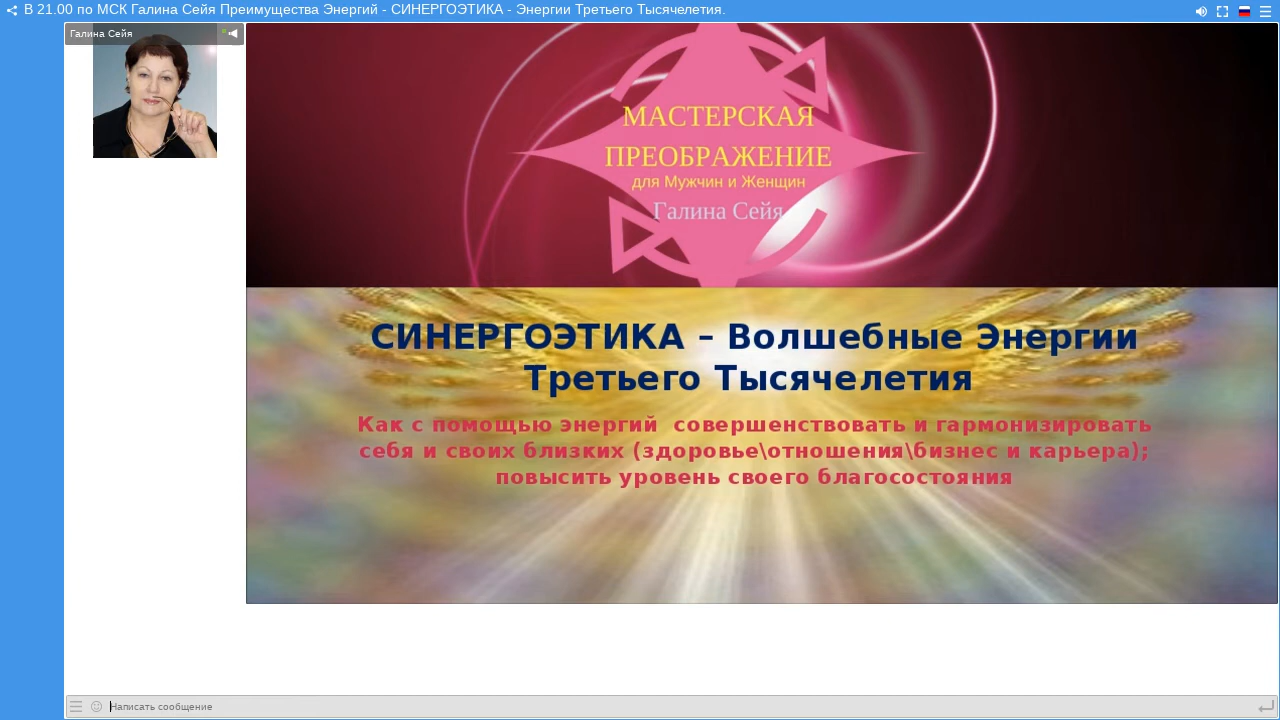 В 21.00 по МСК Галина Сейя Преимущества Энергий - СИНЕРГОЭТИКА - Энергии Третьего Тысячелетия.
Галина Сейя
МАСТЕРСКАЯ
ПРЕОБРАЖЕНИЕ
для Мужчин и Женщин
Галина Сейя
СИНЕРГОЭТИКА – Волшебные Энергии
Третьего Тысячелетия
Как с помощью энергий совершенствовать и гармонизировать
себя и своих близких (здоровье\отношения\бизнес и карьера);
повысить уровень своего благосостояния
Написать сообщение